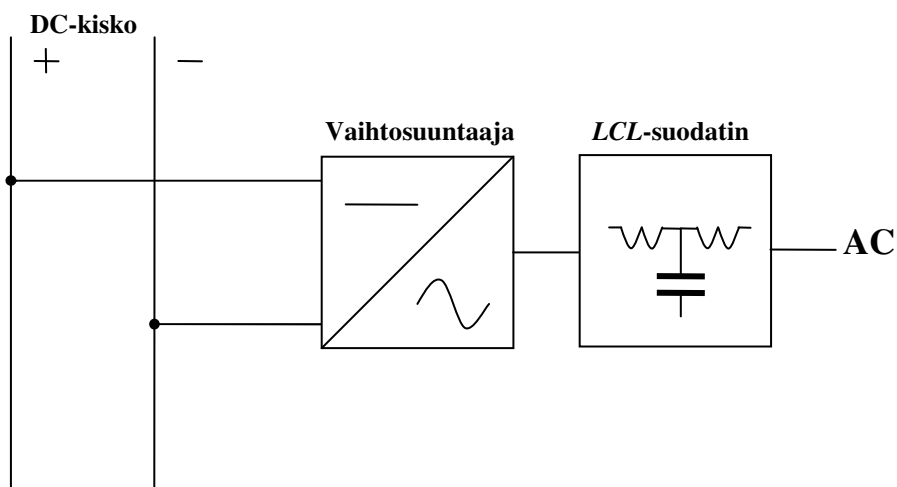 DC-kisko
+ −
Vaihtosuuntaaja LCL-suodatin
AC